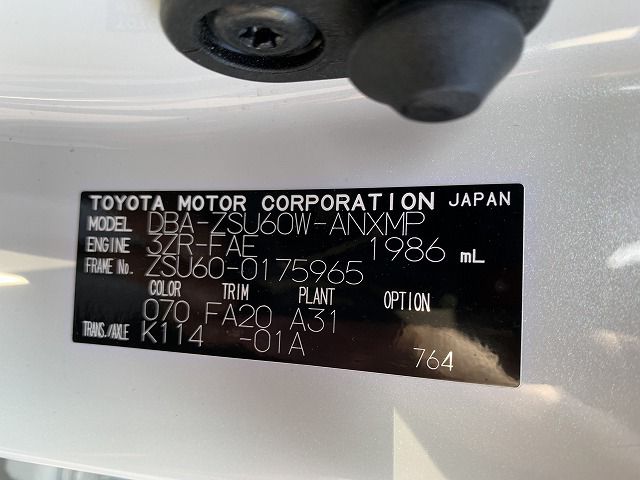 TOYOTA MOTOR CORPORATION JAPAN
MODEL DBA-ZSU60W-ANXMP
ENGINE 3ZR-FAE 1986 mL
FRAME No. ZSU60-0175965
COLOR TRIM PLANT OPTION
070 FA20 A31
TRANS./AXLE K114 -01A
764